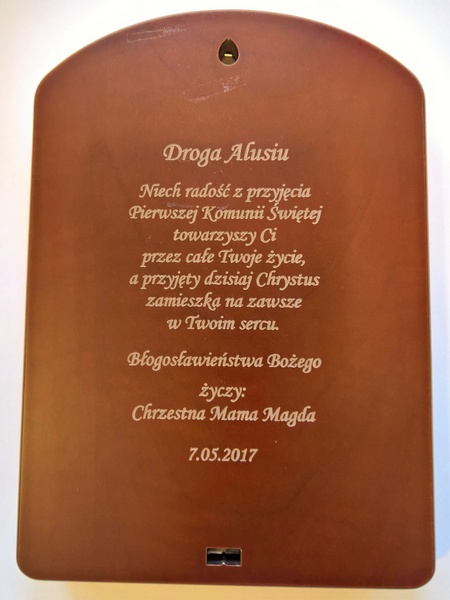 Droga Alusiu
Niech radość z przyjęcia
Pierwszej Komunii Świętej
towarzyszy Ci
przez całe Twoje życie,
a przyjęty dzisiaj Chrystus
zamieszka na zawsze
w Twoim sercu.
Błogosławieństwa Bożego
życzy:
Chrzestna Mama Magda
7.05.2017